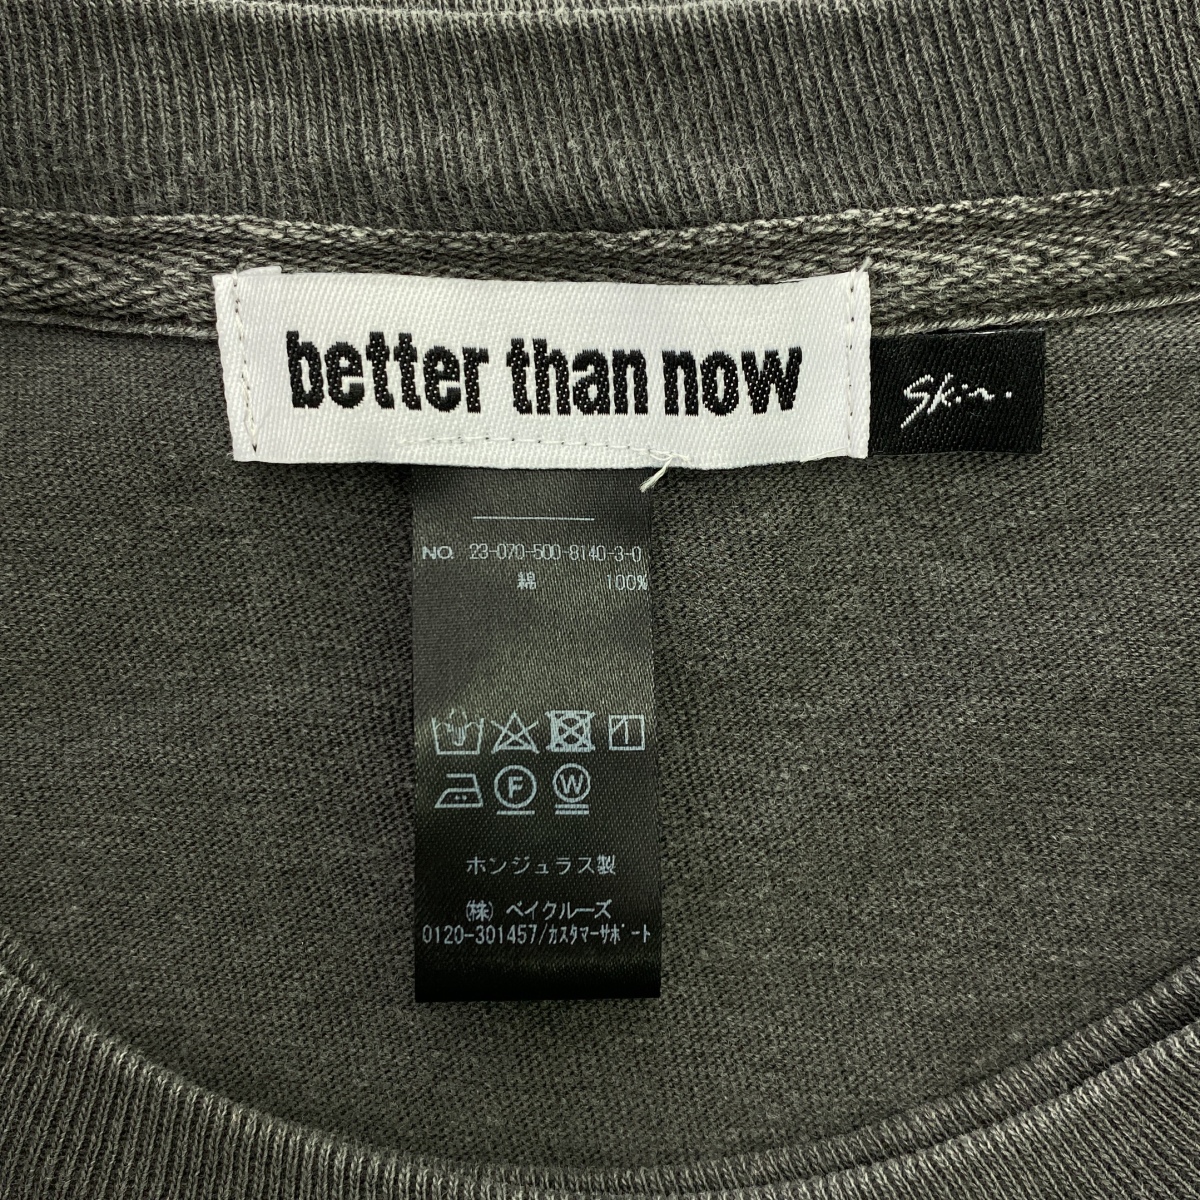 better than now
Skin.
NO. 23-070-500-8140-3-0
綿 100%
F W
ホンジュラス製
(株) ベイクルーズ
0120-301457/カスタマーサポート